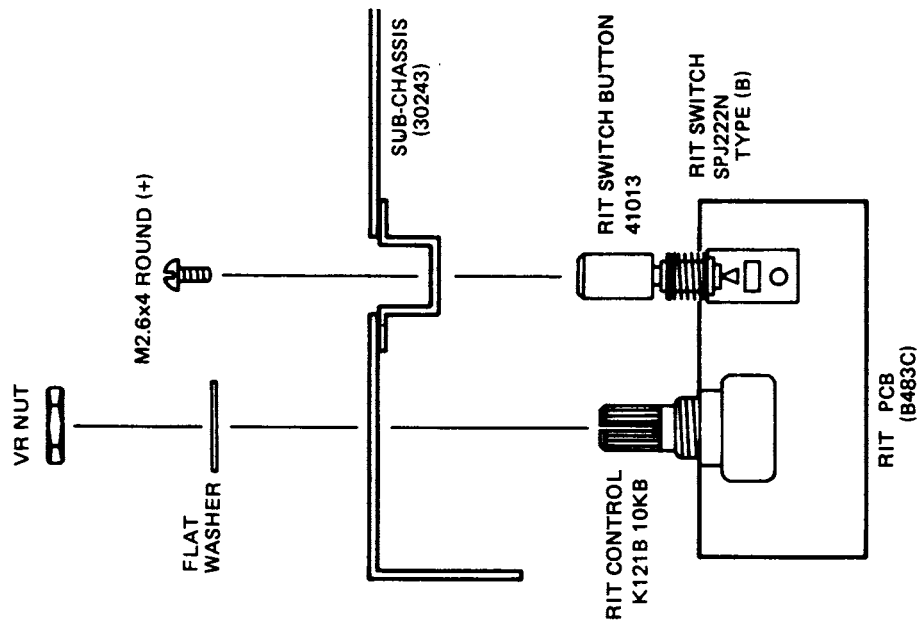 VR NUT
FLAT
WASHER
M2.6x4 ROUND (+)
SUB-CHASSIS
(30243)
RIT SWITCH BUTTON
41013
RIT SWITCH
SPJ222N
TYPE (B)
RIT CONTROL
K121B 10KB
RIT PCB
(B483C)